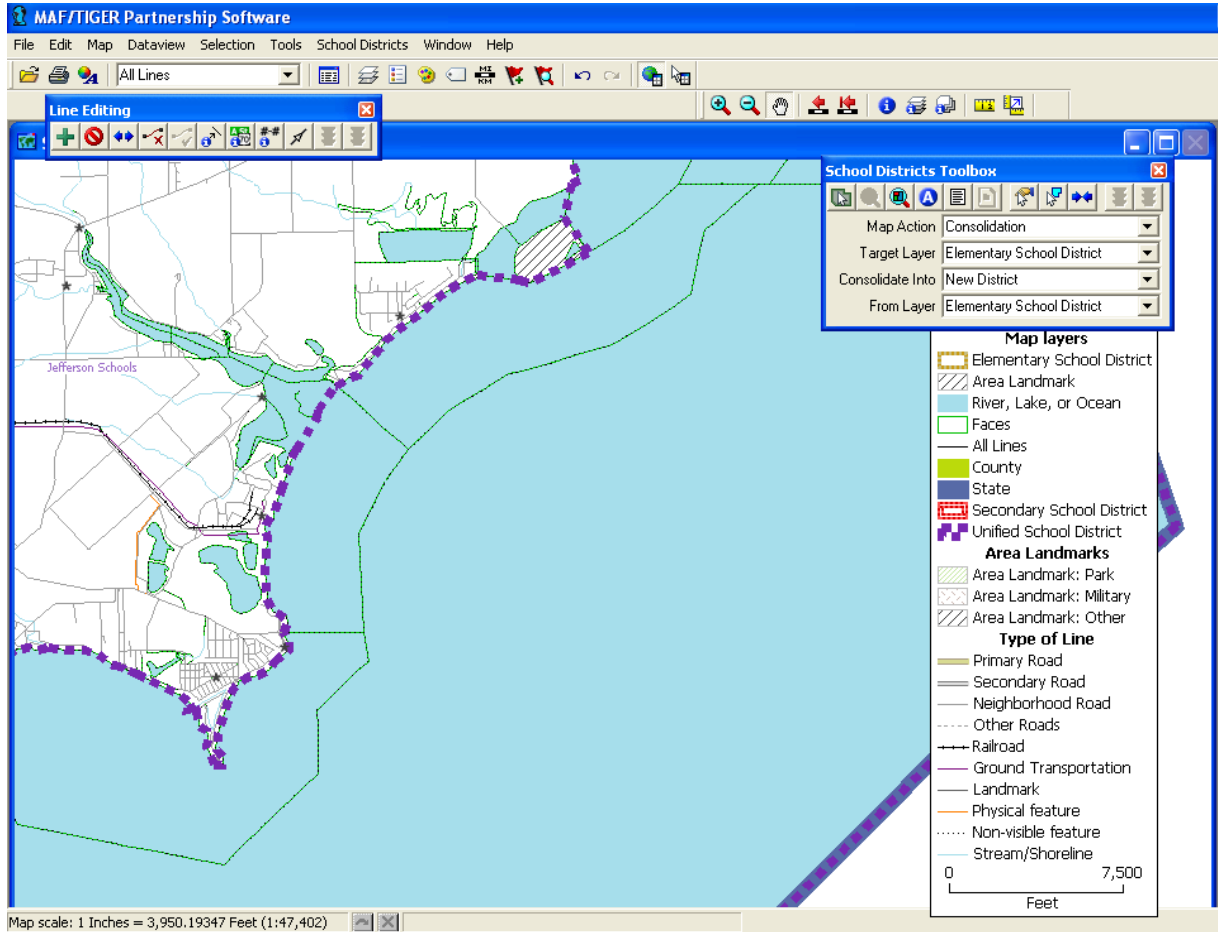 MAF/TIGER Partnership Software
File Edit Map Dataview Selection Tools School Districts Window Help
All Lines
MI
KM
Line Editing
School Districts Toolbox
Map Action Consolidation
Target Layer Elementary School District
Consolidate Into New District
From Layer Elementary School District
Jefferson Schools
Map layers
Elementary School District
Area Landmark
River, Lake, or Ocean
Faces
All Lines
County
State
Secondary School District
Unified School District
Area Landmarks
Area Landmark: Park
Area Landmark: Military
Area Landmark: Other
Type of Line
Primary Road
Secondary Road
Neighborhood Road
Other Roads
Railroad
Ground Transportation
Landmark
Physical feature
Non-visible feature
Stream/Shoreline
0 7,500
Feet
Map scale: 1 Inches = 3,950.19347 Feet (1:47,402)